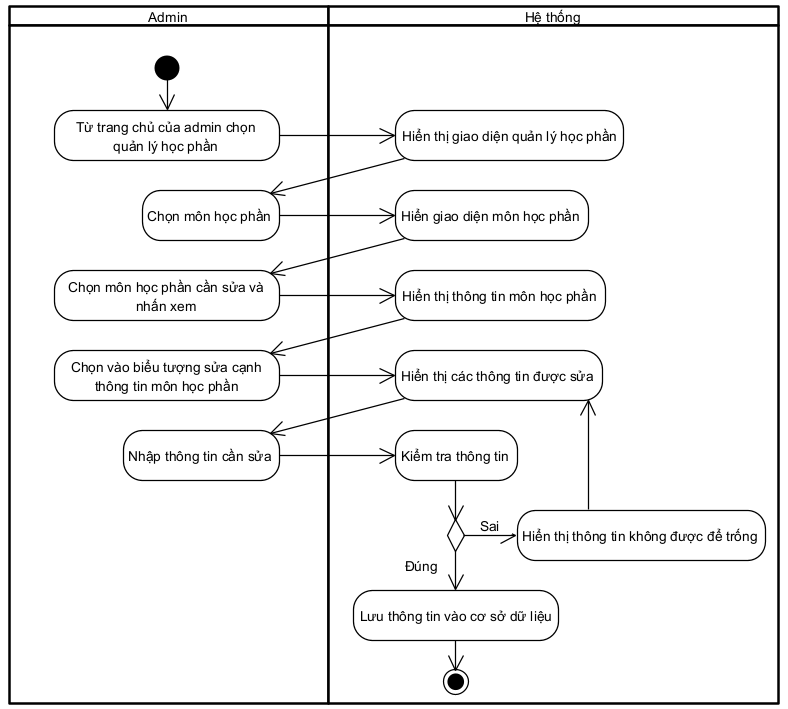 Admin
Hệ thống
Từ trang chủ của admin chọn
quản lý học phần
Hiển thị giao diện quản lý học phần
Chọn môn học phần
Hiển giao diện môn học phần
Chọn môn học phần cần sửa và
nhấn xem
Hiển thị thông tin môn học phần
Chọn vào biểu tượng sửa cạnh
thông tin môn học phần
Hiển thị các thông tin được sửa
Nhập thông tin cần sửa
Kiểm tra thông tin
Sai
Hiển thị thông tin không được để trống
Đúng
Lưu thông tin vào cơ sở dữ liệu